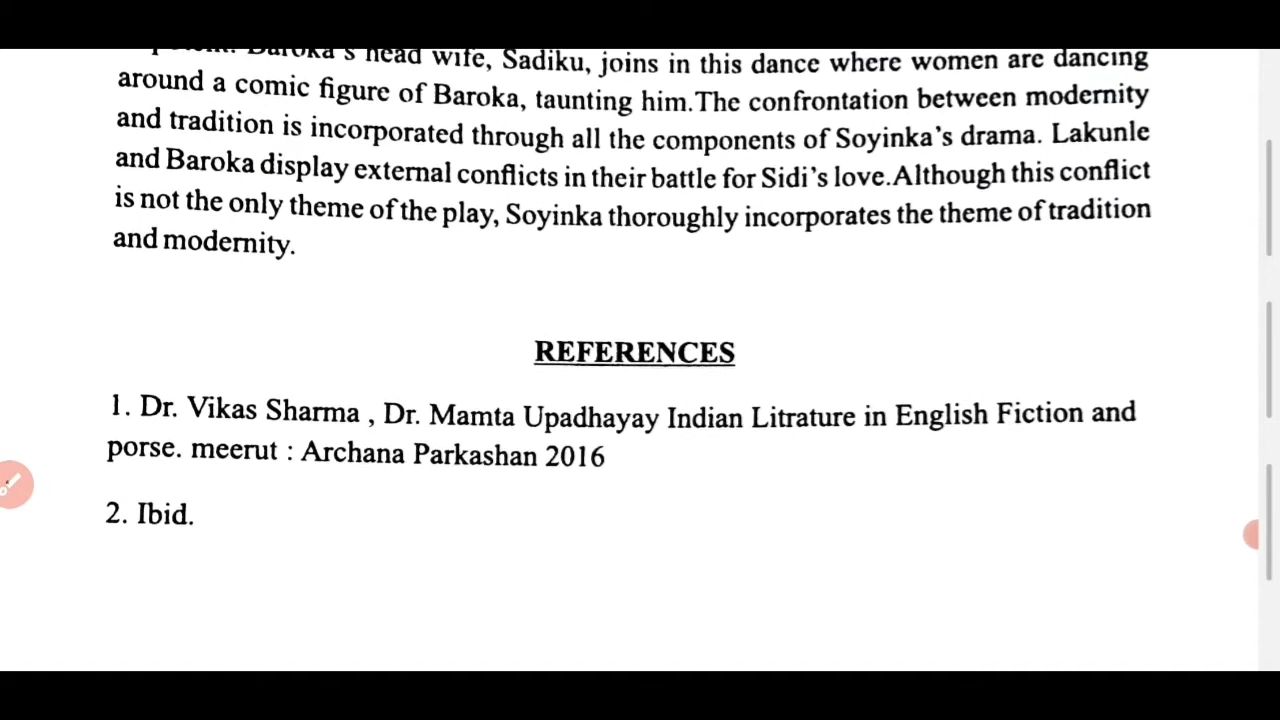 Baroka's head wife, Sadiku, joins in this dance where women are dancing
around a comic figure of Baroka, taunting him.The confrontation between modernity
and tradition is incorporated through all the components of Soyinka's drama. Lakunle
and Baroka display external conflicts in their battle for Sidi's love.Although this conflict
is not the only theme of the play, Soyinka thoroughly incorporates the theme of tradition
and modernity.
REFERENCES
1. Dr. Vikas Sharma , Dr. Mamta Upadhayay Indian Litrature in English Fiction and
porse. meerut : Archana Parkashan 2016
2. Ibid.